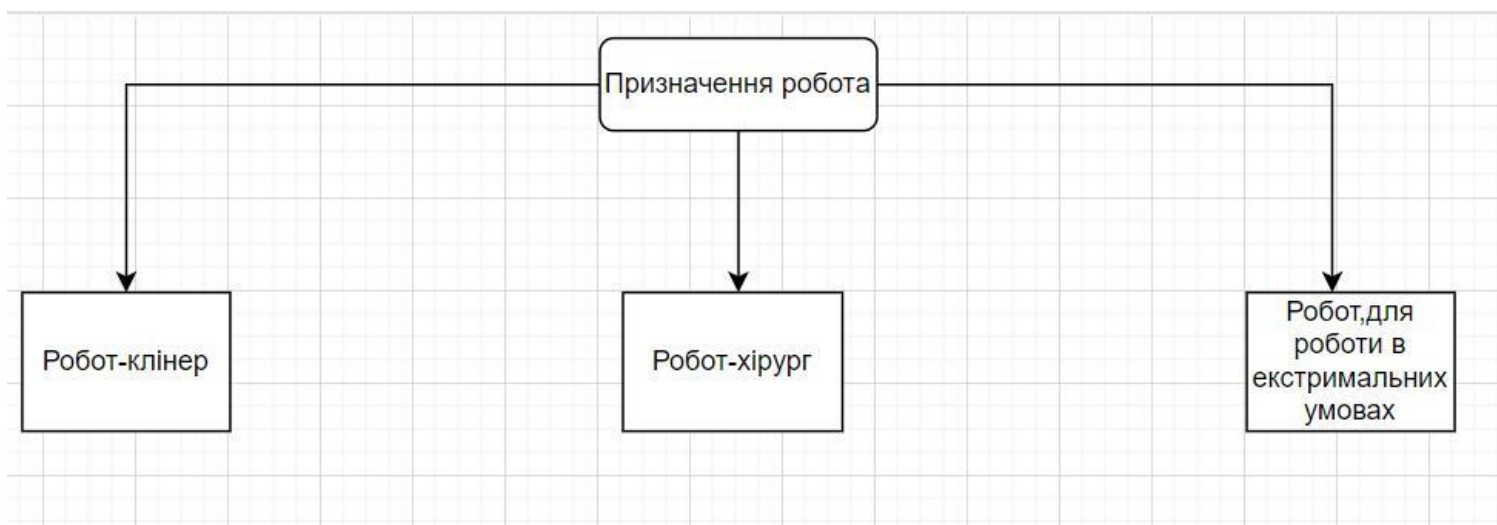 Призначення робота
Робот-клінер
Робот-хірург
Робот,для
роботи в
екстримальних
умовах